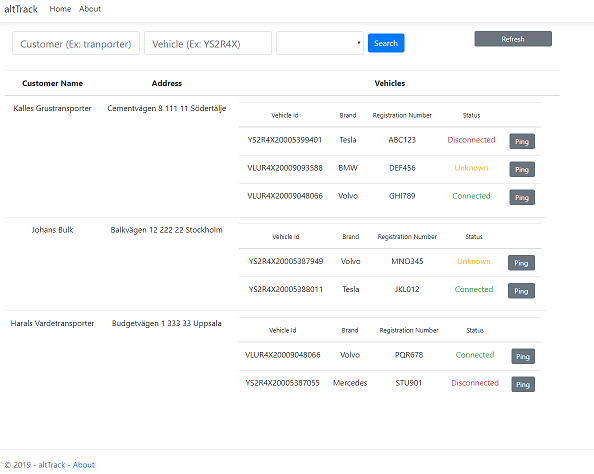 altTrack Home About
Customer (Ex: tranporter) Vehicle (Ex: YS2R4X) Search Refresh
Customer Name Address Vehicles
Kalles Grustransporter Cementvägen 8 111 11 Södertälje
Vehicle Id Brand Registration Number Status
YS2R4X20005399401 Tesla ABC123 Disconnected Ping
VLUR4X20009093588 BMW DEF456 Unknown Ping
VLUR4X20009048066 Volvo GHI789 Connected Ping
Johans Bulk Balkvägen 12 222 22 Stockholm
Vehicle Id Brand Registration Number Status
YS2R4X20005387949 Volvo MNO345 Unknown Ping
YS2R4X20005388011 Tesla JKL012 Connected Ping
Harals Vardetransporter Budgetvägen 1 333 33 Uppsala
Vehicle Id Brand Registration Number Status
VLUR4X20009048066 Volvo PQR678 Connected Ping
YS2R4X20005387055 Mercedes STU901 Disconnected Ping
© 2019 - altTrack - About